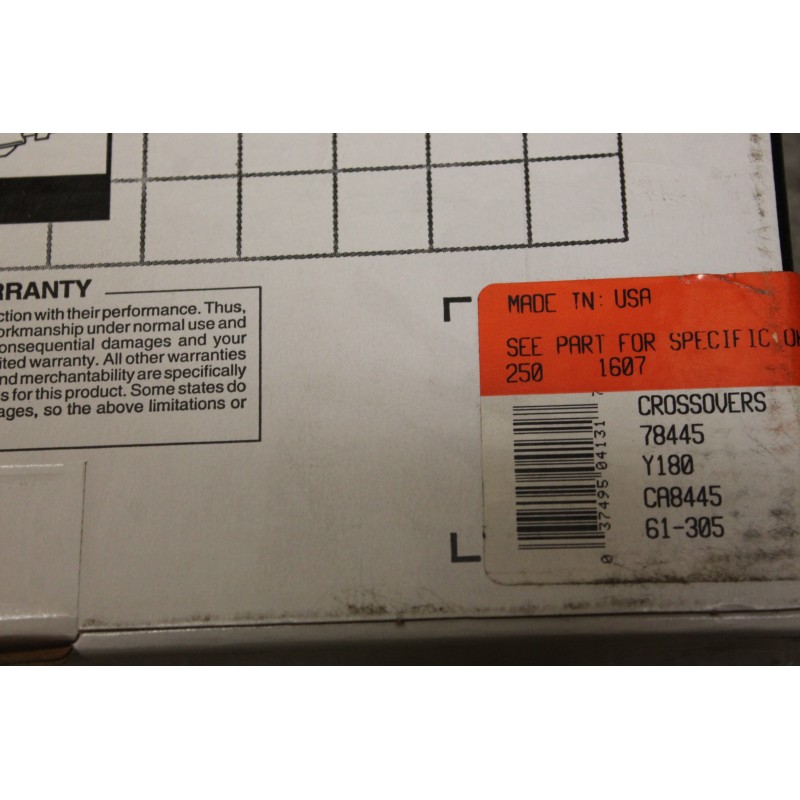 RRANTY
ction with their performance. Thus,
orkmanship under normal use and
onsequential damages and your
ited warranty. All other warranties
nd merchantability are specifically
s for this product. Some states do
ages, so the above limitations or
MADE IN: USA
SEE PART FOR SPECIFIC
250 1607
CROSSOVERS
78445
Y180
CA8445
61-305
0 37495 04131 7